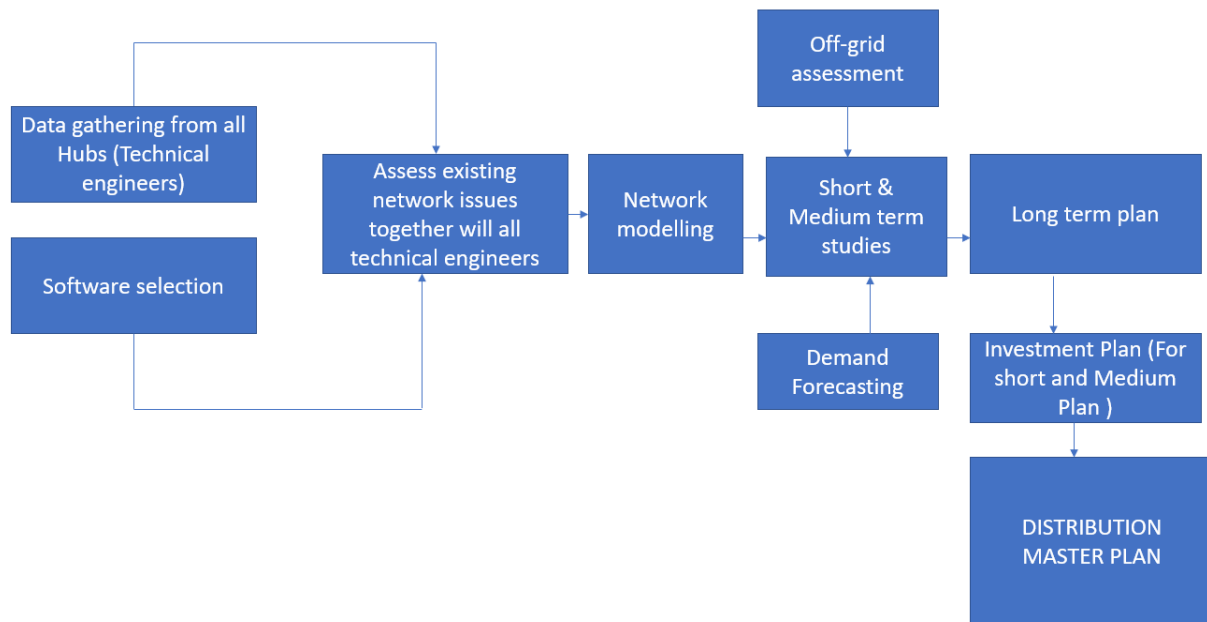 Off-grid
assessment
Data gathering from all
Hubs (Technical
engineers)
Assess existing
network issues
together will all
technical engineers
Network
modelling
Short &
Medium term
studies
Long term plan
Software selection
Demand
Forecasting
Investment Plan (For
short and Medium
Plan )
DISTRIBUTION
MASTER PLAN